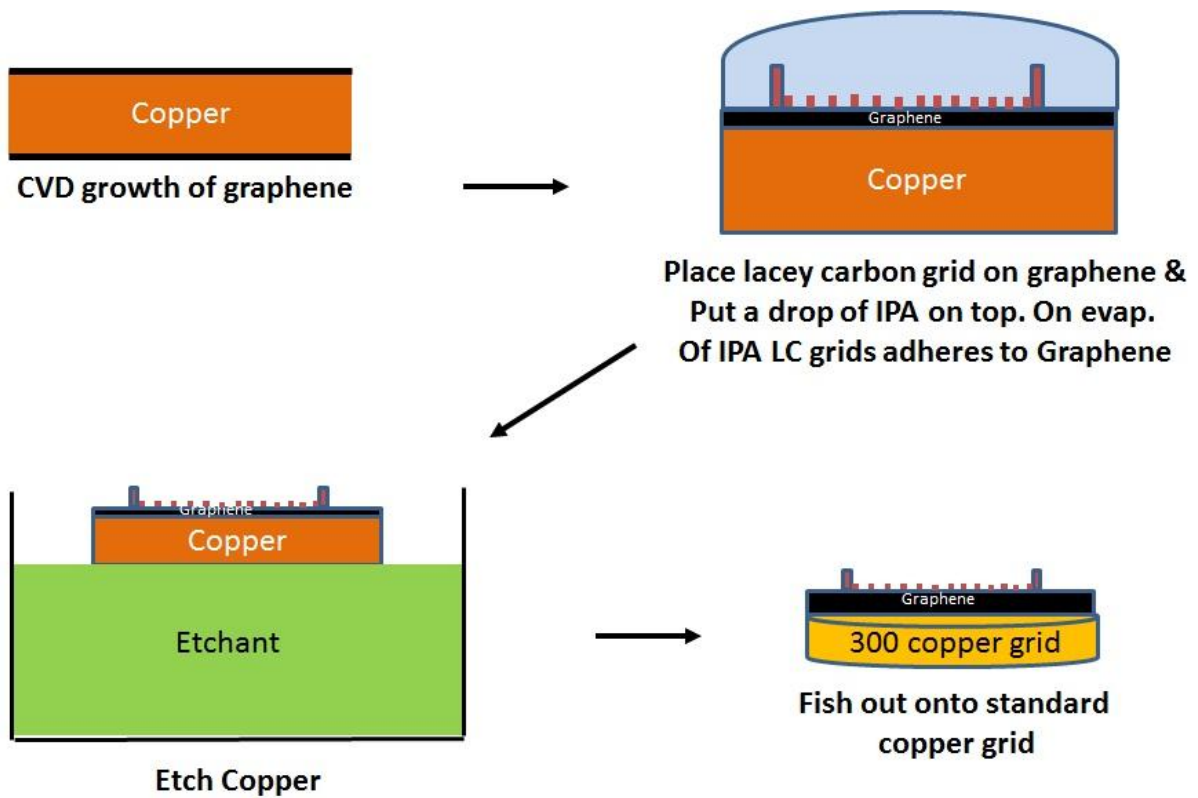 Copper
CVD growth of graphene
Graphene
Copper
Place lacey carbon grid on graphene &
Put a drop of IPA on top. On evap.
Of IPA LC grids adheres to Graphene
Graphene
Copper
Etchant
Etch Copper
Graphene
300 copper grid
Fish out onto standard
copper grid